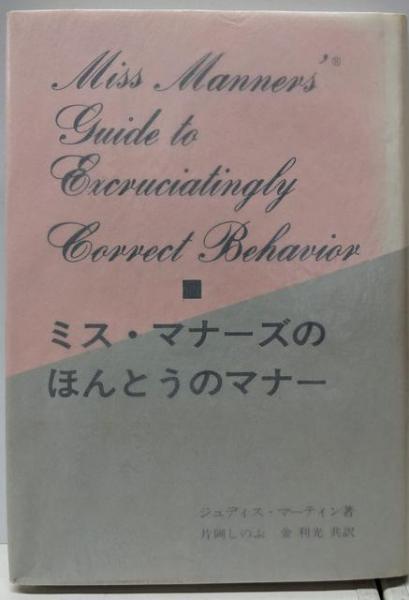 Miss Manners'®
Guide to
Excruciatingly
Correct Behavior
ミス・マナーズの
ほんとうのマナー
ジュディス・マーティン著
片岡しのぶ 金 利光 共訳